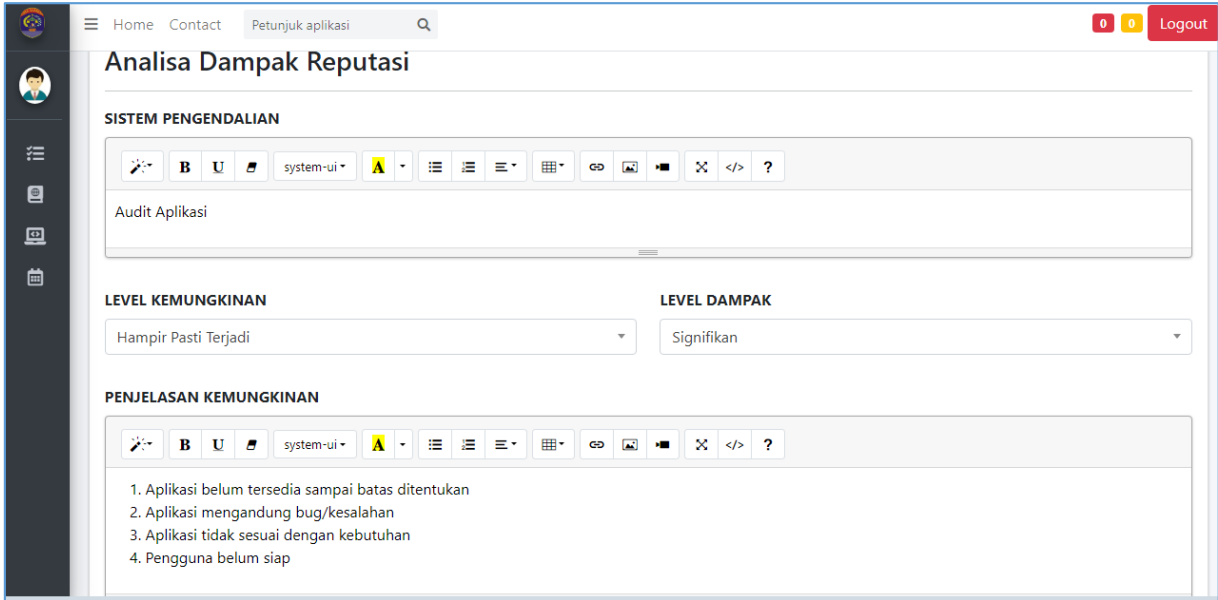 Home Contact Petunjuk aplikasi 0 0 Logout
Analisa Dampak Reputasi
SISTEM PENGENDALIAN
B U system-ui A </> ?
Audit Aplikasi
LEVEL KEMUNGKINAN LEVEL DAMPAK
Hampir Pasti Terjadi Signifikan
PENJELASAN KEMUNGKINAN
B U system-ui A </> ?
1. Aplikasi belum tersedia sampai batas ditentukan
2. Aplikasi mengandung bug/kesalahan
3. Aplikasi tidak sesuai dengan kebutuhan
4. Pengguna belum siap